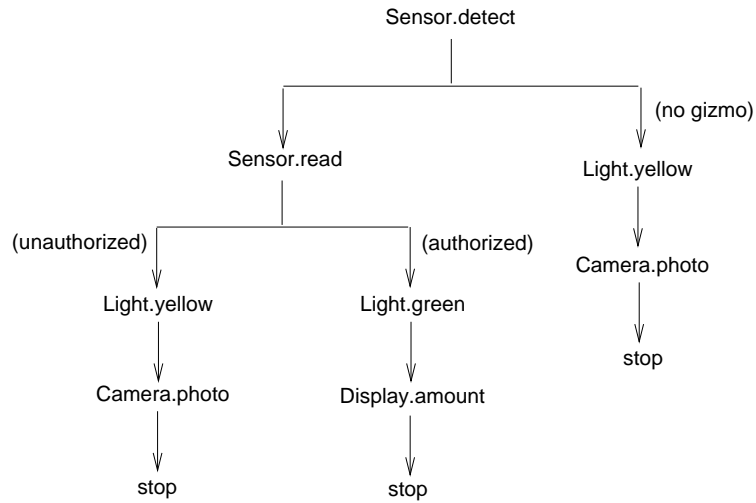 Sensor.detect
(no gizmo)
Sensor.read
Light.yellow
(unauthorized)
(authorized)
Camera.photo
Light.yellow
Light.green
stop
Camera.photo
Display.amount
stop
stop